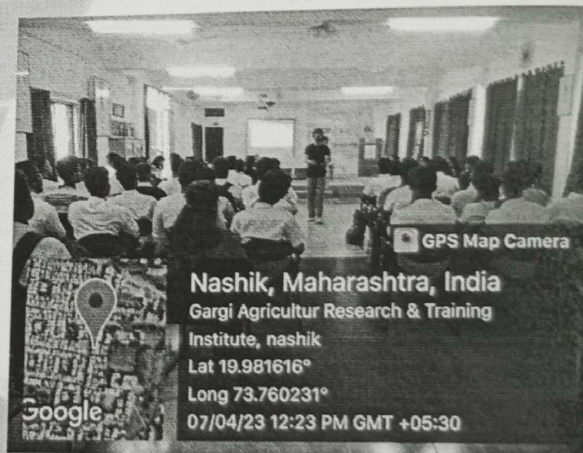 GPS Map Camera
Nashik, Maharashtra, India
Gargi Agricultur Research & Training
Institute, nashik
Lat 19.981616°
Long 73.760231°
07/04/23 12:23 PM GMT +05:30
Google